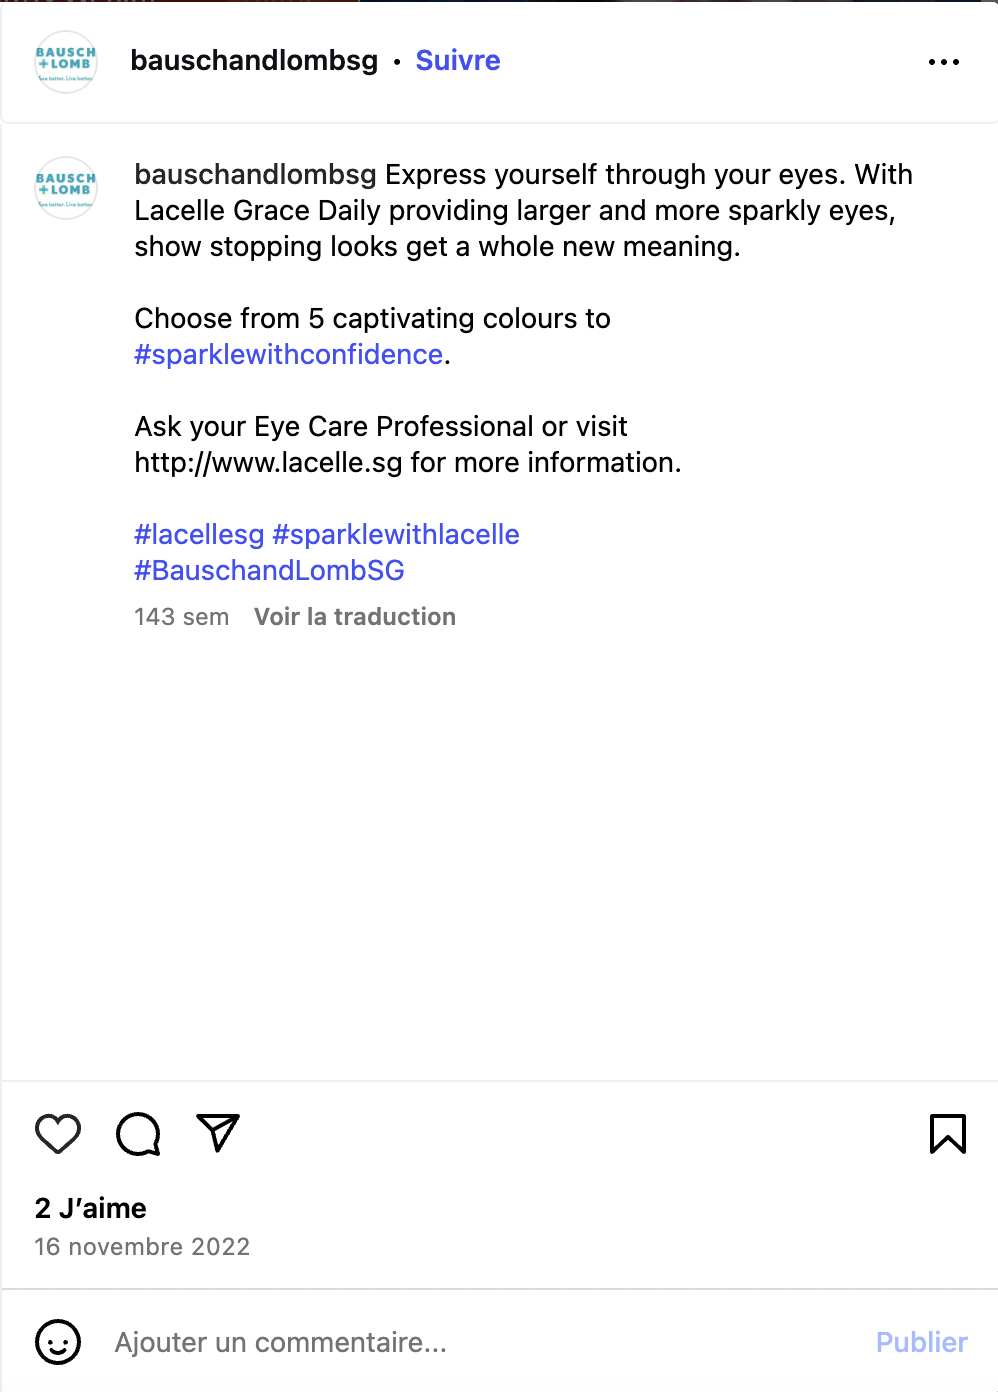 BAUSCH
+LOMB
See better. Live better.
bauschandlombsg • Suivre
BAUSCH
+LOMB
See better. Live better.
bauschandlombsg Express yourself through your eyes. With
Lacelle Grace Daily providing larger and more sparkly eyes,
show stopping looks get a whole new meaning.
Choose from 5 captivating colours to
#sparklewithconfidence.
Ask your Eye Care Professional or visit
http://www.lacelle.sg for more information.
#lacellesg #sparklewithlacelle
#BauschandLombSG
143 sem Voir la traduction
2 J’aime
16 novembre 2022
Ajouter un commentaire... Publier